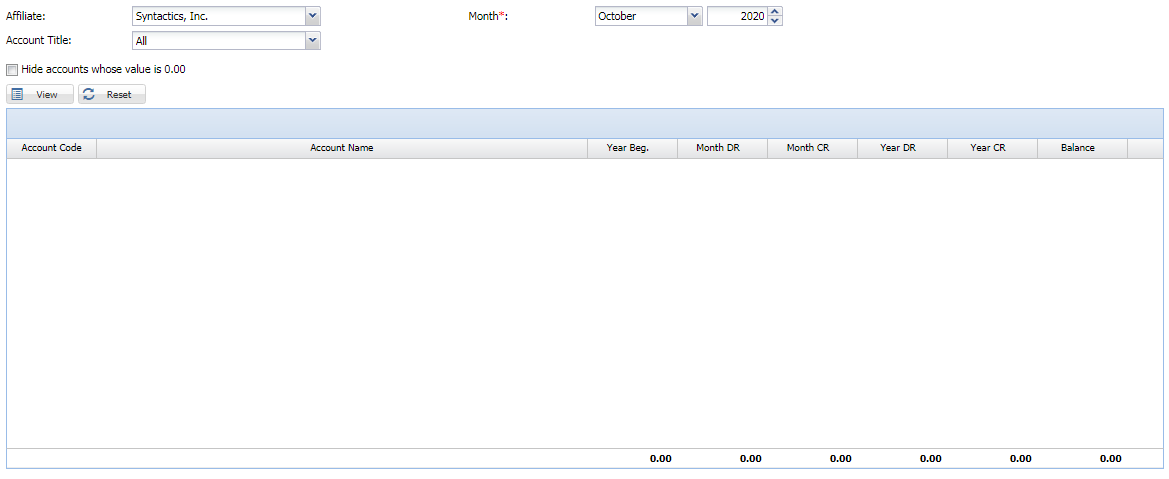 Affiliate: Syntactics, Inc. Month*: October 2020
Account Title: All
Hide accounts whose value is 0.00
View Reset
Account Code Account Name Year Beg. Month DR Month CR Year DR Year CR Balance
0.00 0.00 0.00 0.00 0.00 0.00